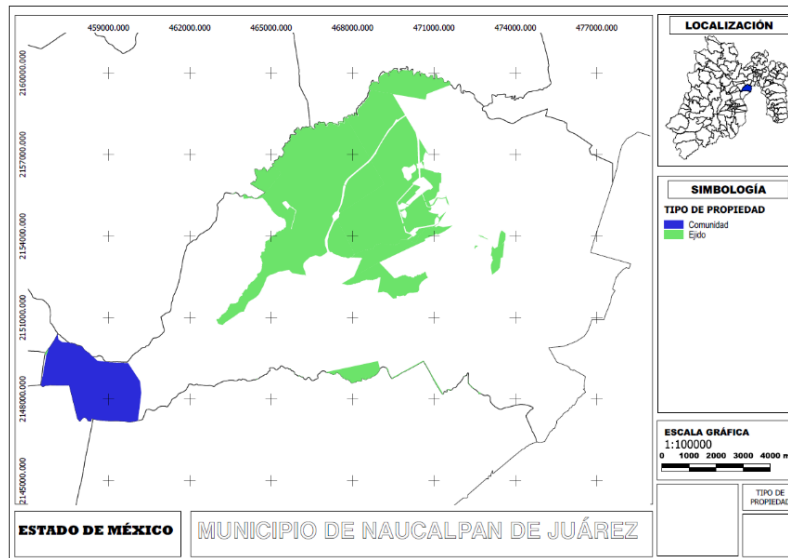 459000.000 462000.000 465000.000 468000.000 471000.000 474000.000 477000.000
2160000.000
2157000.000
2154000.000
2151000.000
2148000.000
2145000.000
LOCALIZACIÓN
SIMBOLOGÍA
TIPO DE PROPIEDAD
Comunidad
Ejido
ESCALA GRÁFICA
1:100000
0 1000 2000 3000 4000 m
TIPO DE
PROPIEDAD
ESTADO DE MÉXICO
MUNICIPIO DE NAUCALPAN DE JUÁREZ